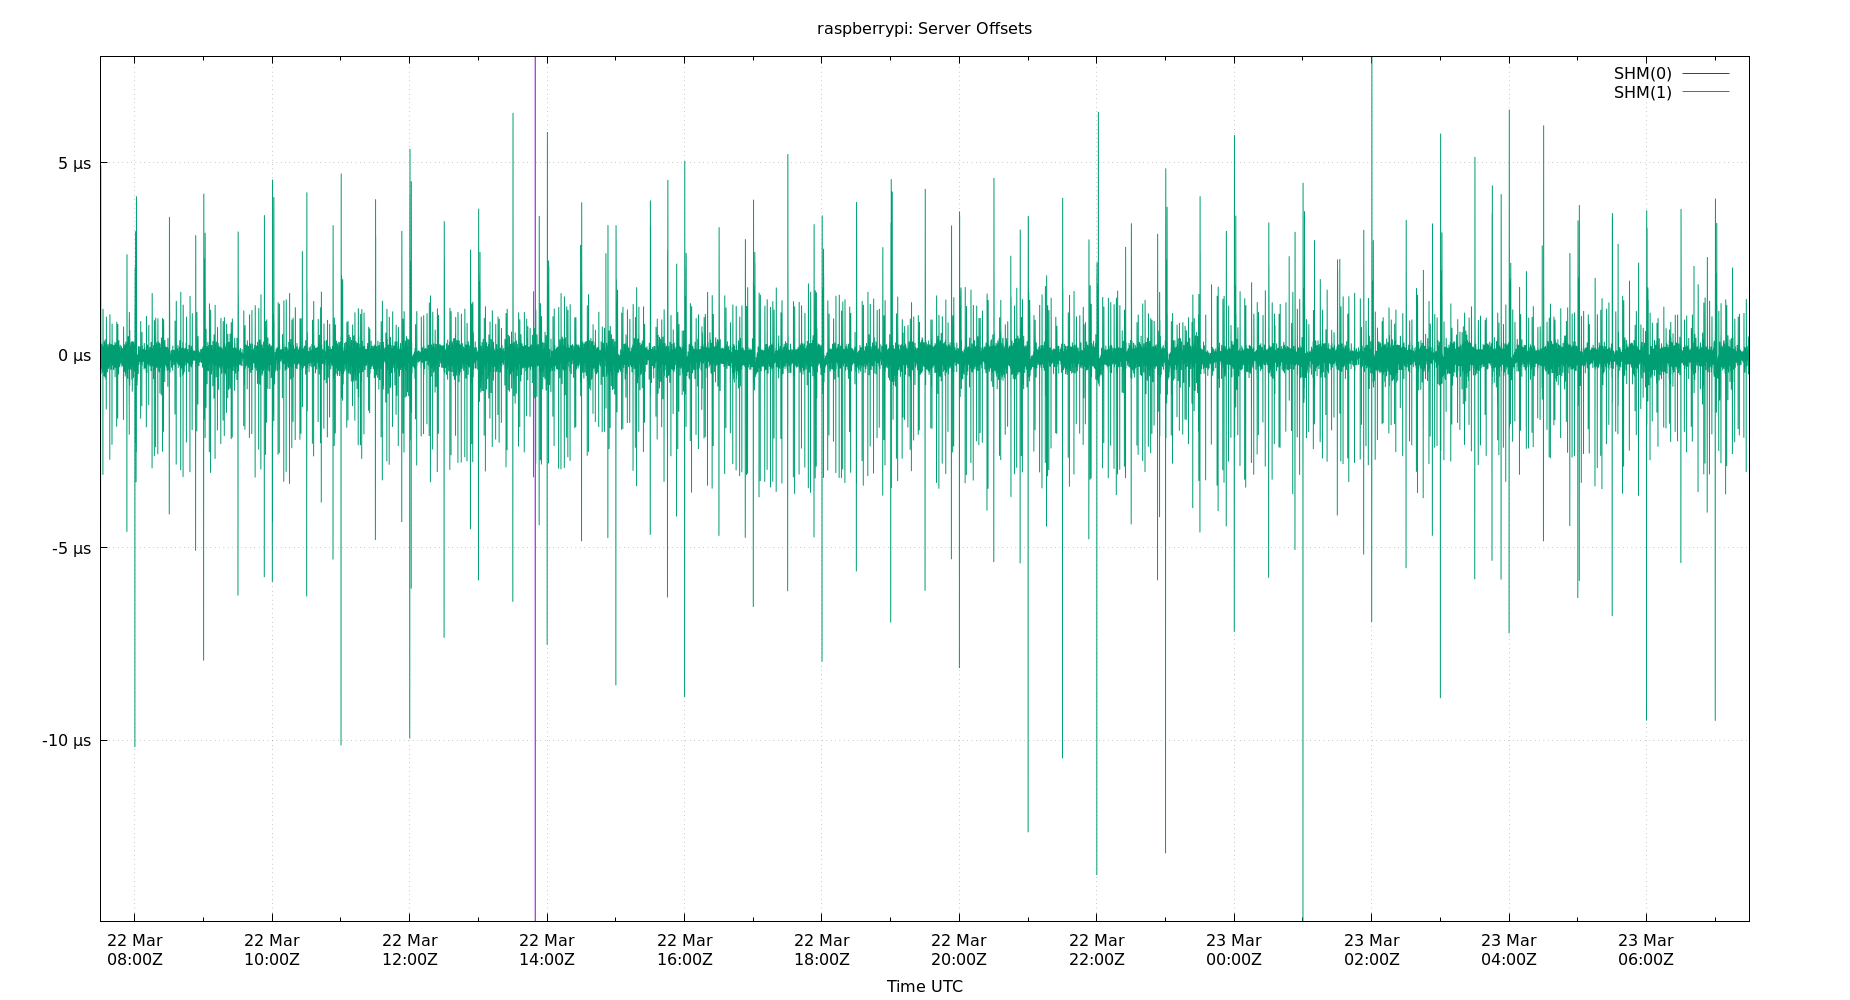 raspberrypi: Server Offsets
SHM(0)
SHM(1)
5 µs
0 µs
-5 µs
-10 µs
22 Mar 22 Mar 22 Mar 22 Mar 22 Mar 22 Mar 22 Mar 22 Mar 23 Mar 23 Mar 23 Mar 23 Mar
08:00Z 10:00Z 12:00Z 14:00Z 16:00Z 18:00Z 20:00Z 22:00Z 00:00Z 02:00Z 04:00Z 06:00Z
Time UTC